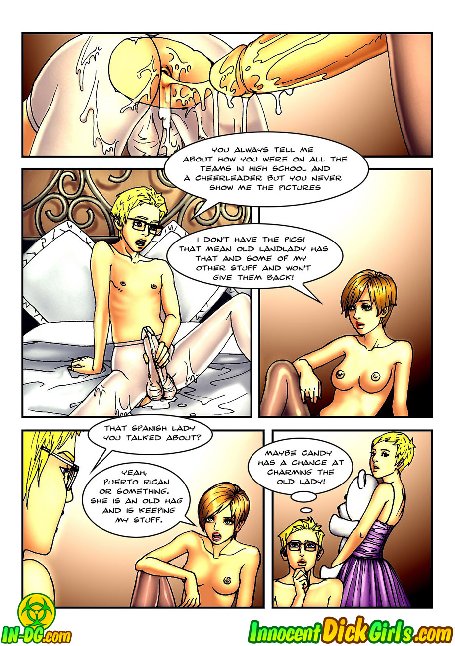 YOU ALWAYS TELL ME
ABOUT HOW YOU WERE ON ALL THE
TEAMS IN HIGH SCHOOL AND
A CHEERLEADER BUT YOU NEVER
SHOW ME THE PICTURES
I DON'T HAVE THE PICS!
THAT MEAN OLD LANDLADY HAS
THAT AND SOME OF MY
OTHER STUFF AND WON'T
GIVE THEM BACK!
THAT SPANISH LADY
YOU TALKED ABOUT?
YEAH,
PUERTO RICAN
OR SOMETHING.
SHE IS AN OLD HAG
AND IS KEEPING
MY STUFF.
MAYBE CANDY
HAS A CHANCE AT
CHARMING THE
OLD LADY!
IN-DG.com
InnocentDickGirls.com